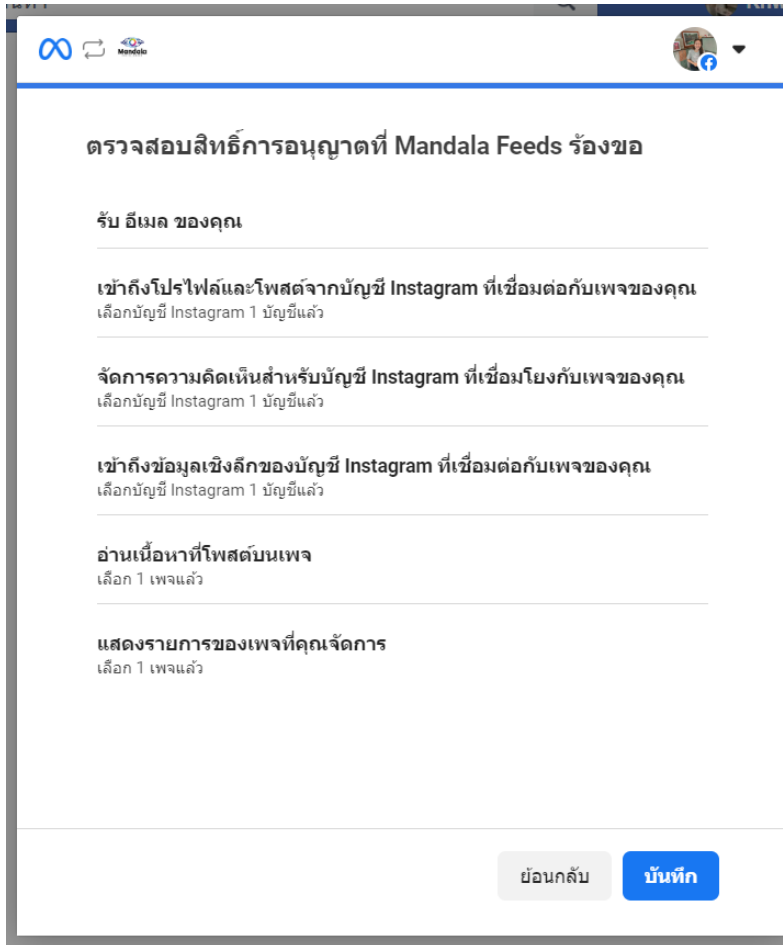 Mandala
ตรวจสอบสิทธิ์การอนุญาตที่ Mandala Feeds ร้องขอ
รับ อีเมล ของคุณ
เข้าถึงโปรไฟล์และโพสต์จากบัญชี Instagram ที่เชื่อมต่อกับเพจของคุณ
เลือกบัญชี Instagram 1 บัญชีแล้ว
จัดการความคิดเห็นสำหรับบัญชี Instagram ที่เชื่อมโยงกับเพจของคุณ
เลือกบัญชี Instagram 1 บัญชีแล้ว
เข้าถึงข้อมูลเชิงลึกของบัญชี Instagram ที่เชื่อมต่อกับเพจของคุณ
เลือกบัญชี Instagram 1 บัญชีแล้ว
อ่านเนื้อหาที่โพสต์บนเพจ
เลือก 1 เพจแล้ว
แสดงรายการของเพจที่คุณจัดการ
เลือก 1 เพจแล้ว
ย้อนกลับ
บันทึก